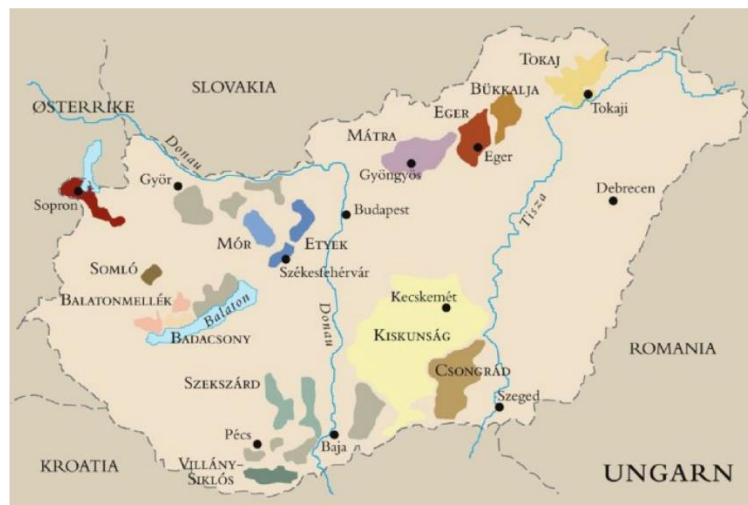 TOKAJ
SLOVAKIA
BÜKKALJA
ØSTERRIKE
EGER
Tokaji
Donau
MÁTRA
Eger
Gyöngyös
Györ
Sopron
Debrecen
Budapest
Tisza
MÓR
ETYEK
SOMLÓ
Székesfehérvár
BALATONMELLÉK
Balaton
Kecskemét
Donau
BADACSONY
KISKUNSÁG
ROMANIA
CSONGRÁD
SZEKSZÁRD
Szeged
Pécs
Baja
KROATIA
VILLÁNY-
SIKLÓS
UNGARN